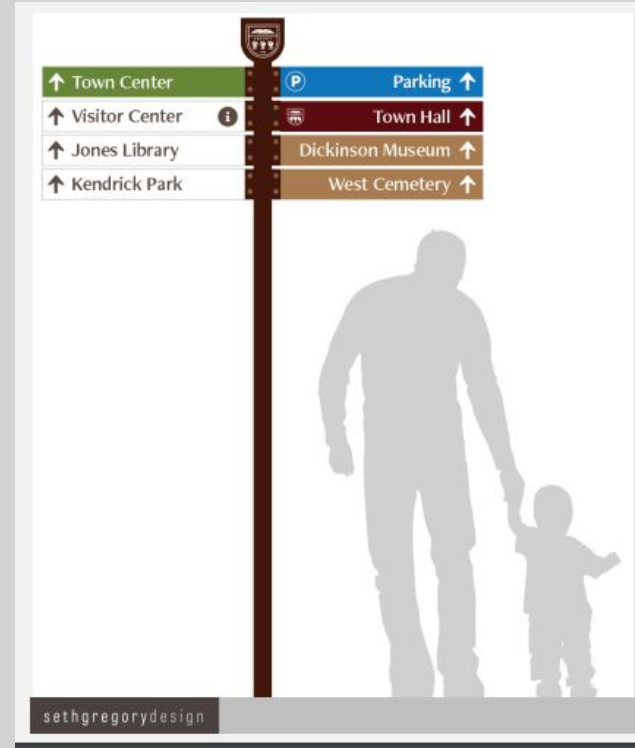 Town Center
Visitor Center i
Jones Library
Kendrick Park
P Parking
Town Hall
Dickinson Museum
West Cemetery
sethgregorydesign